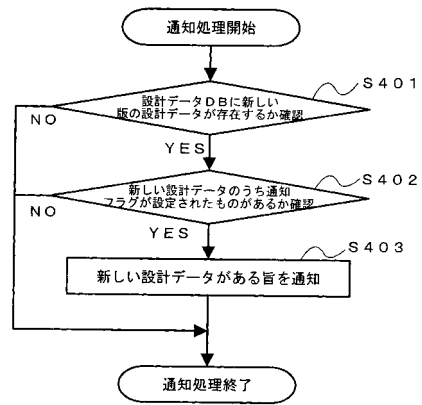 通知処理開始
S401
設計データDBに新しい
版の設計データが存在するか確認
NO
YES
S402
新しい設計データのうち通知
フラグが設定されたものがあるか確認
NO
YES
S403
新しい設計データがある旨を通知
通知処理終了